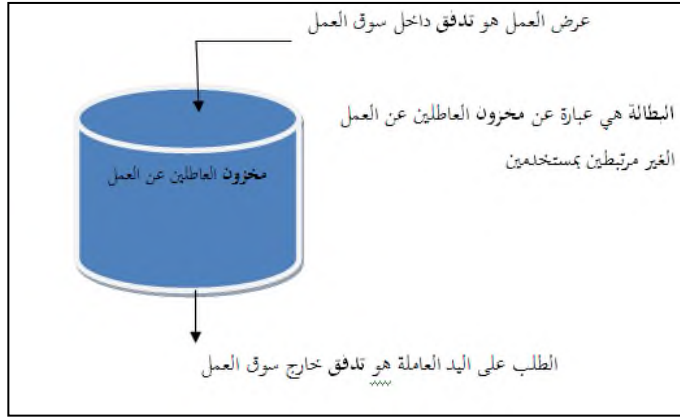 عرض العمل هو تدفق داخل سوق العمل
البطالة هي عبارة عن مخزون العاطلين عن العمل
الغير مرتبطين بمستخدمين
مخزون العاطلين عن العمل
الطلب على اليد العاملة هو تدفق خارج سوق العمل